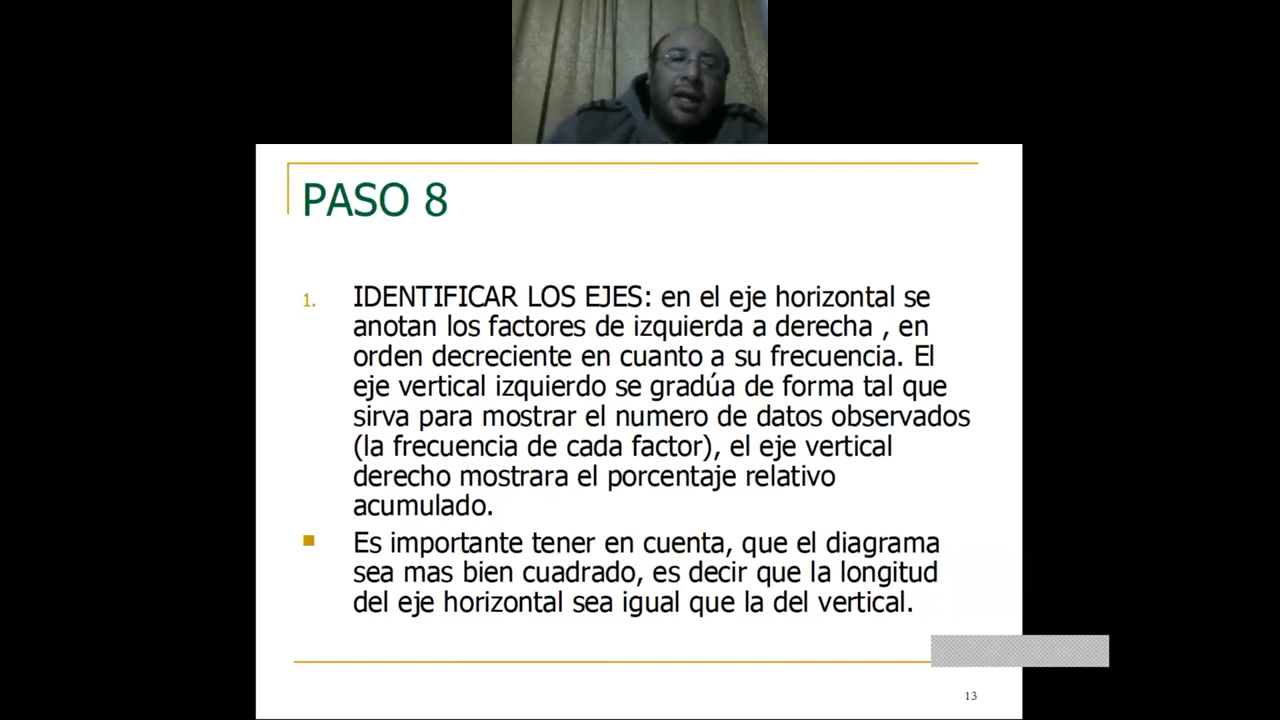 PASO 8
1. IDENTIFICAR LOS EJES: en el eje horizontal se
anotan los factores de izquierda a derecha , en
orden decreciente en cuanto a su frecuencia. El
eje vertical izquierdo se gradúa de forma tal que
sirva para mostrar el numero de datos observados
(la frecuencia de cada factor), el eje vertical
derecho mostrara el porcentaje relativo
acumulado.
Es importante tener en cuenta, que el diagrama
sea mas bien cuadrado, es decir que la longitud
del eje horizontal sea igual que la del vertical.
13